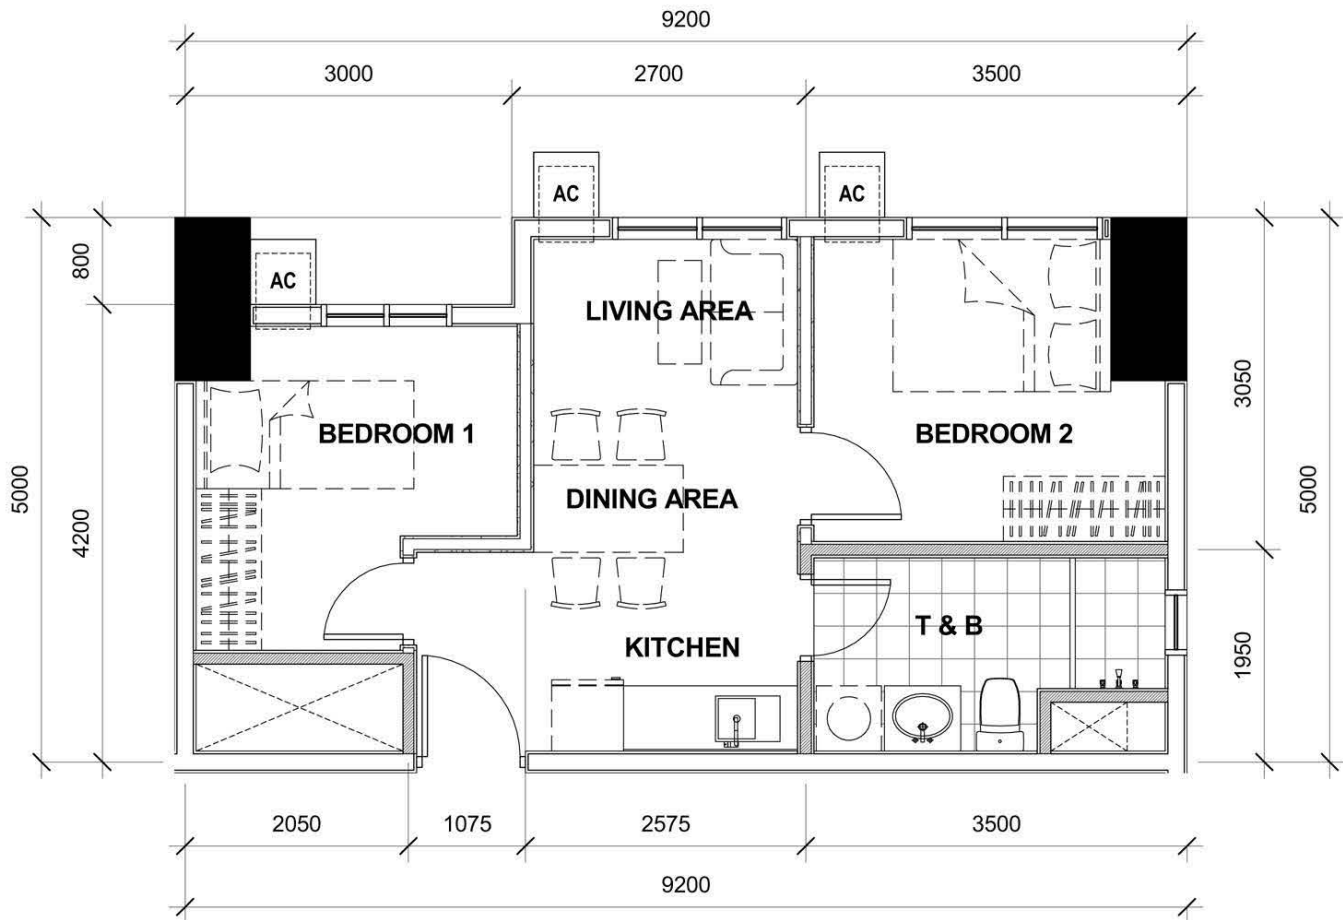 9200
3000 2700 3500
AC AC
AC
800
LIVING AREA
3050
BEDROOM 1 BEDROOM 2
5000 4200 DINING AREA 5000
T & B
KITCHEN
1950
2050 1075 2575 3500
9200